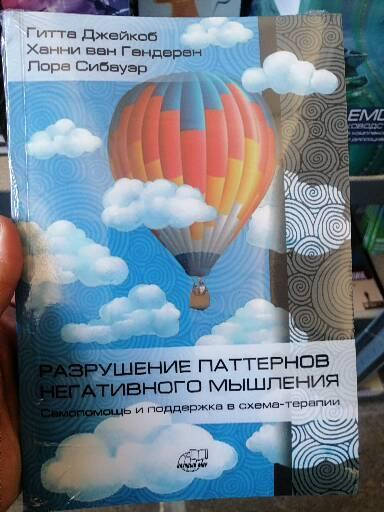 Гитта Джейкоб
Ханни ван Гендерен
Лора Сибауэр
РАЗРУШЕНИЕ ПАТТЕРНОВ
НЕГАТИВНОГО МЫШЛЕНИЯ
Самопомощь и поддержка в схема-терапии